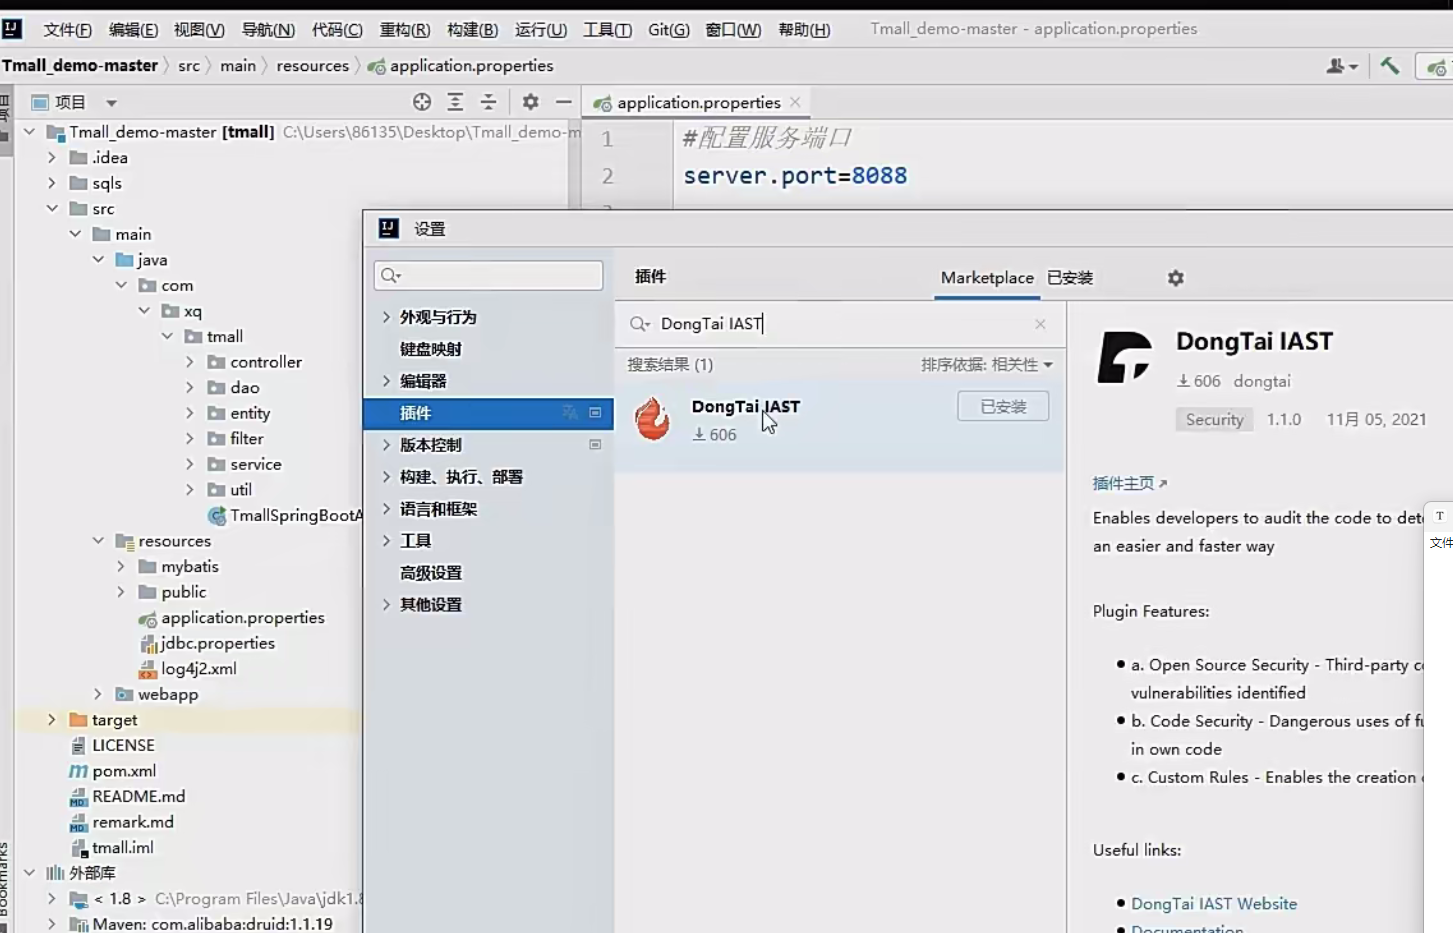 文件(F) 编辑(E) 视图(V) 导航(N) 代码(C) 重构(R) 构建(B) 运行(U) 工具(T) Git(G) 窗口(W) 帮助(H) Tmall_demo-master - application.properties
Tmall_demo-master src main resources application.properties
项目
application.properties
Tmall_demo-master [tmall] C:\Users\86135\Desktop\Tmall_demo-m
.idea
sqls
src
main
java
com
xq
tmall
controller
dao
entity
filter
service
util
TmallSpringBootA
resources
mybatis
public
application.properties
jdbc.properties
log4j2.xml
webapp
target
LICENSE
pom.xml
README.md
remark.md
tmall.iml
外部库
< 1.8 > C:\Program Files\Java\jdk1.8
Maven: com.alibaba:druid:1.1.19
Bookmarks
1 #配置服务端口
2 server.port=8088
设置
外观与行为
键盘映射
编辑器
插件
版本控制
构建、执行、部署
语言和框架
工具
高级设置
其他设置
插件 Marketplace 已安装
DongTai IAST
搜索结果 (1) 排序依据: 相关性
DongTai IAST
606
已安装
DongTai IAST
606 dongtai
Security 1.1.0 11月 05, 2021
插件主页
Enables developers to audit the code to det
an easier and faster way
Plugin Features:
a. Open Source Security - Third-party c
vulnerabilities identified
b. Code Security - Dangerous uses of fu
in own code
c. Custom Rules - Enables the creation
Useful links:
DongTai IAST Website
Documentation
T
文件